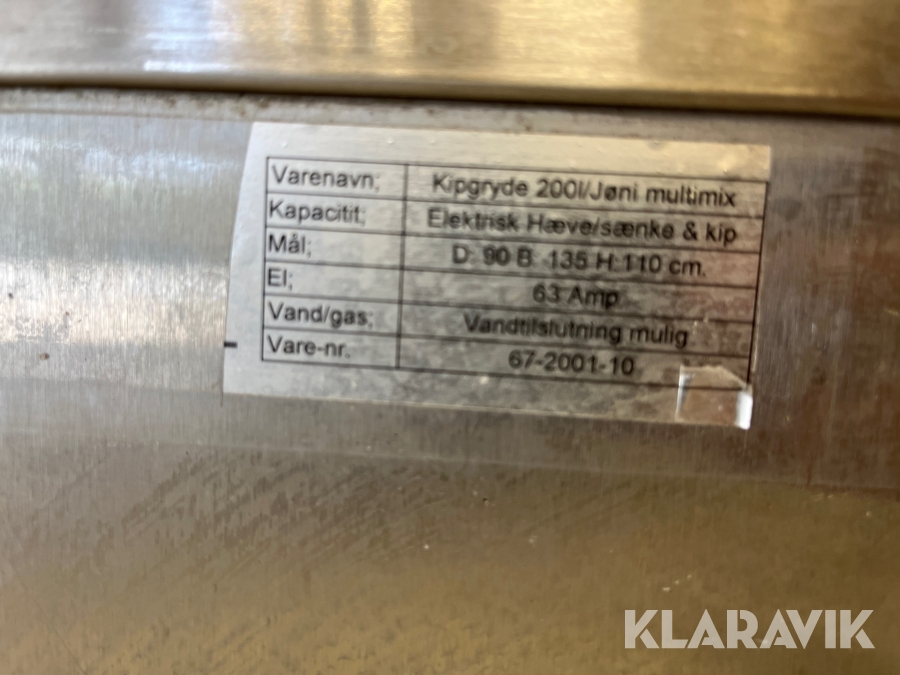 Varenavn; Kipgryde 200l/Jøni multimix
Kapacitit; Elektrisk Hæve/sænke & kip
Mål; D: 90 B: 135 H:110 cm.
El; 63 Amp
Vand/gas; Vandtilslutning mulig
Vare-nr. 67-2001-10
KLARAVIK